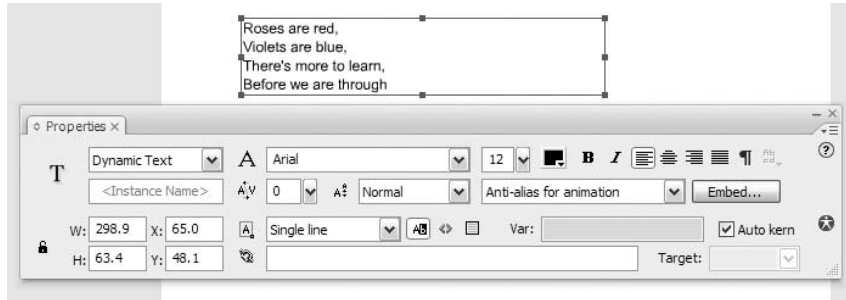 Roses are red,
Violets are blue,
There's more to learn,
Before we are through
Properties
T Dynamic Text A Arial 12 B I ¶
<Instance Name> A V 0 A Normal Anti-alias for animation Embed...
W: 298.9 X: 65.0 A Single line AB <> Var: Auto kern
H: 63.4 Y: 48.1 Target: